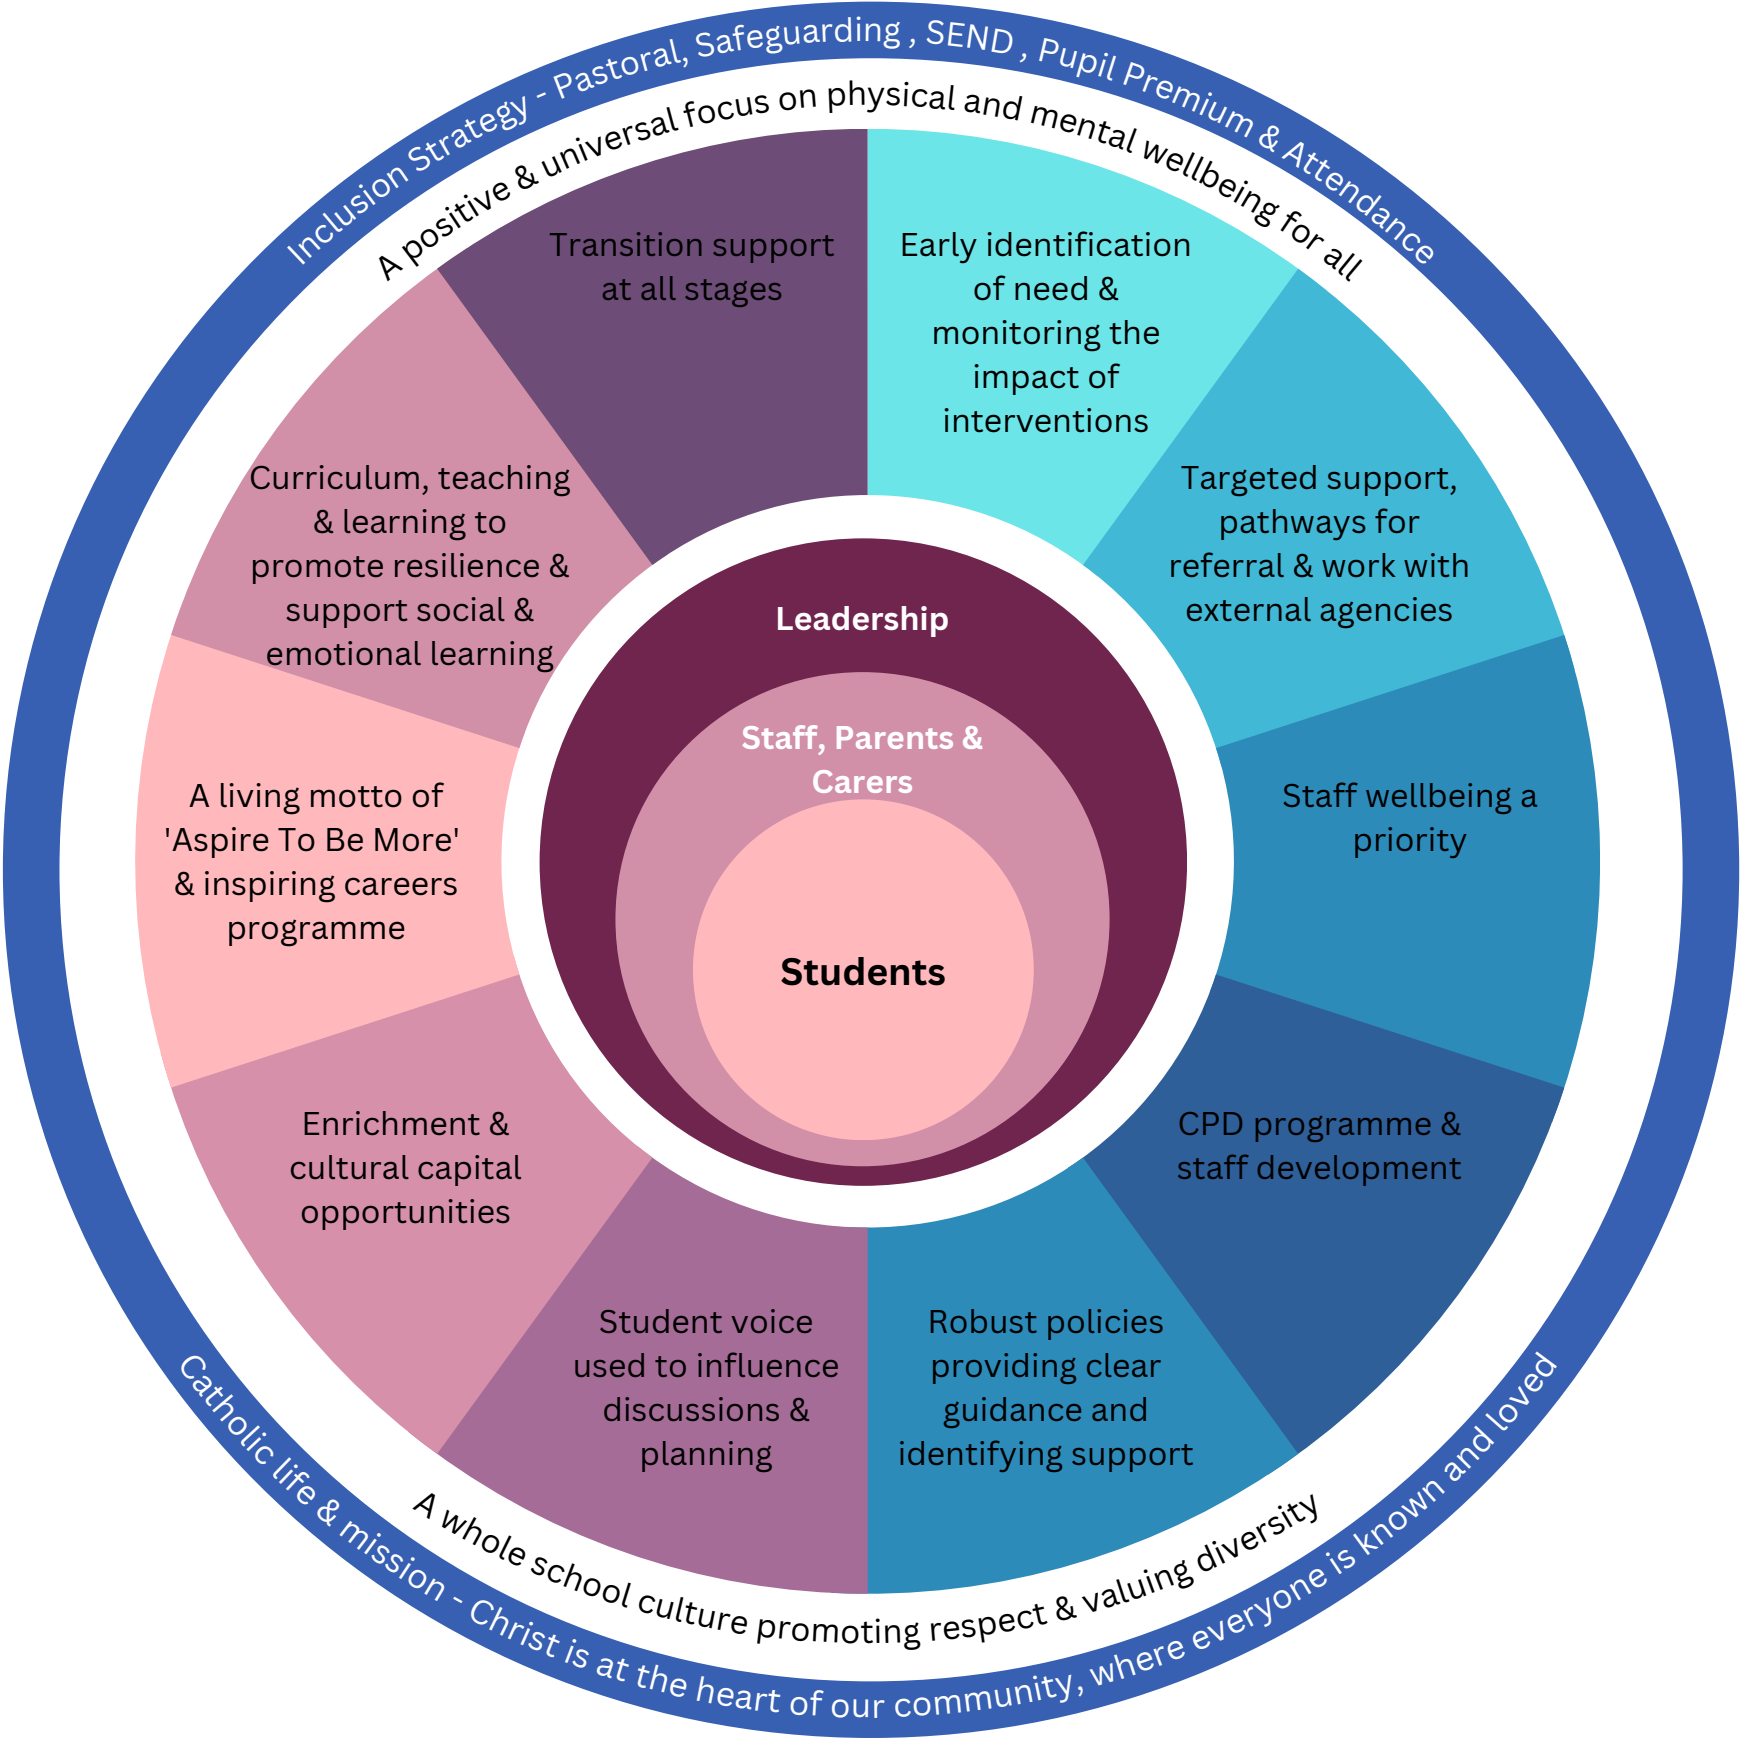 Inclusion Strategy - Pastoral, Safeguarding , SEND , Pupil Premium & Attendance
A positive & universal focus on physical and mental wellbeing for all
Transition support
at all stages
Early identification
of need &
monitoring the
impact of
interventions
Targeted support,
pathways for
referral & work with
external agencies
Staff wellbeing a
priority
CPD programme &
staff development
Robust policies
providing clear
guidance and
identifying support
Student voice
used to influence
discussions &
planning
Enrichment &
cultural capital
opportunities
A living motto of
'Aspire To Be More'
& inspiring careers
programme
Curriculum, teaching
& learning to
promote resilience &
support social &
emotional learning
Leadership
Staff, Parents &
Carers
Students
A whole school culture promoting respect & valuing diversity
Catholic life & mission - Christ is at the heart of our community, where everyone is known and loved